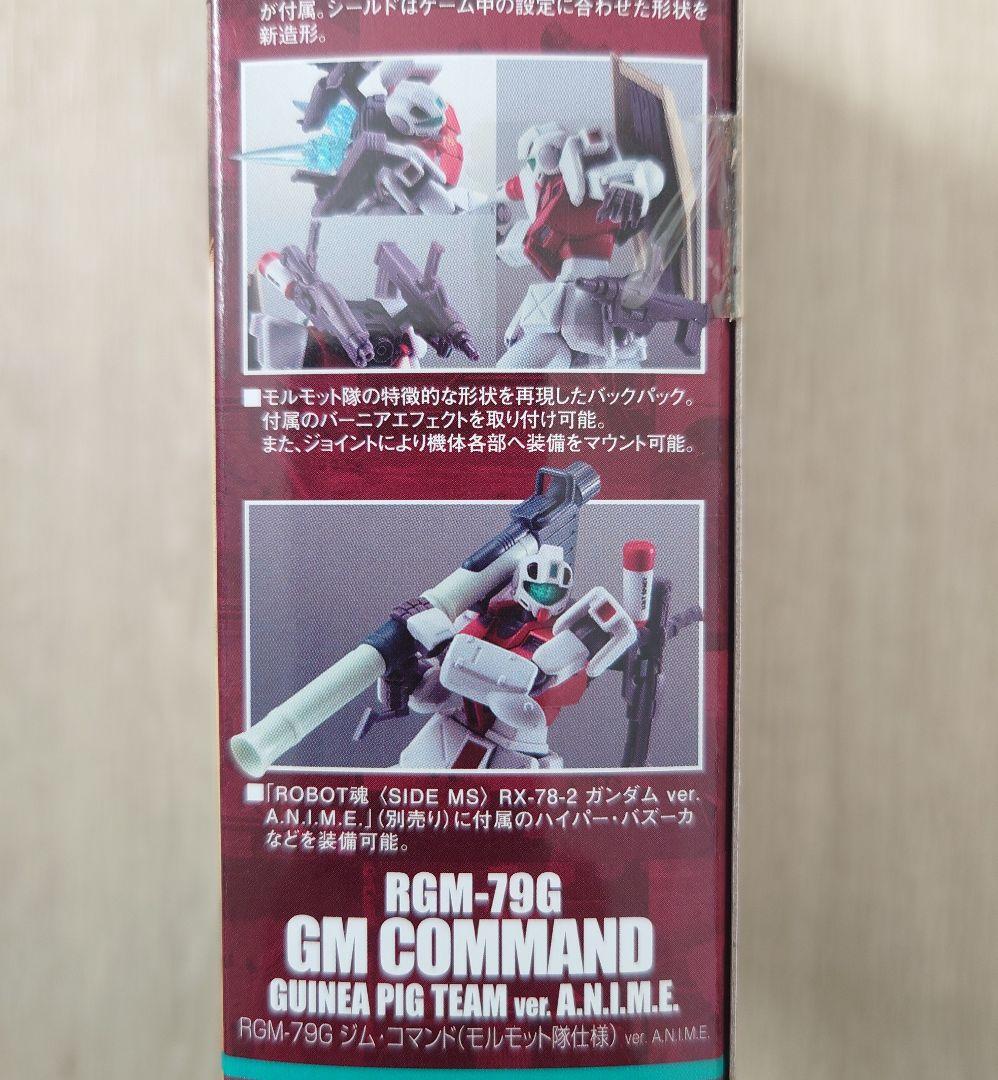 が付属。シールドはゲーム中の設定に合わせた形状を
新造形。
■モルモット隊の特徴的な形状を再現したバックパック。
付属のバーニアエフェクトを取り付け可能。
また、ジョイントにより機体各部へ装備をマウント可能。
■「ROBOT魂 〈SIDE MS〉 RX-78-2 ガンダム ver.
A.N.I.M.E.」(別売り)に付属のハイパー・バズーカ
などを装備可能。
RGM-79G
GM COMMAND
GUINEA PIG TEAM ver. A.N.I.M.E.
RGM-79G ジム・コマンド(モルモット隊仕様) ver. A.N.I.M.E.